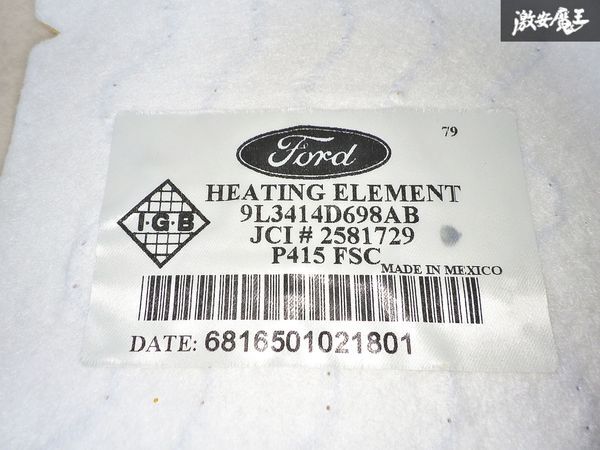 激安魔王
79
Ford
HEATING ELEMENT
I·G·B
9L3414D698AB
JCI # 2581729
P415 FSC
MADE IN MEXICO
DATE: 6816501021801